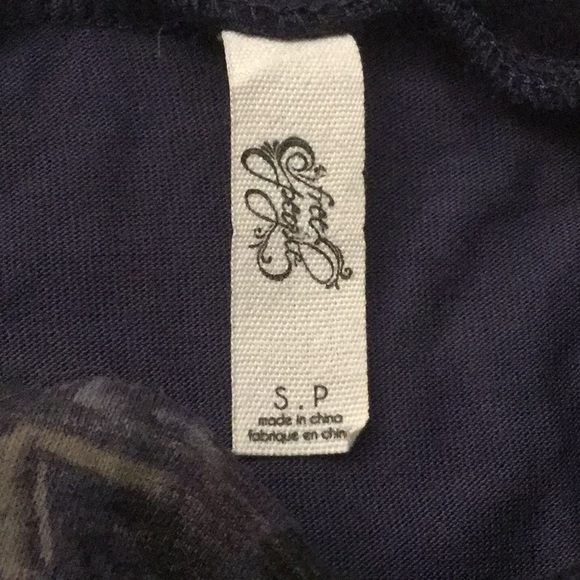 free
people
S . P
made in china
fabrique en chin